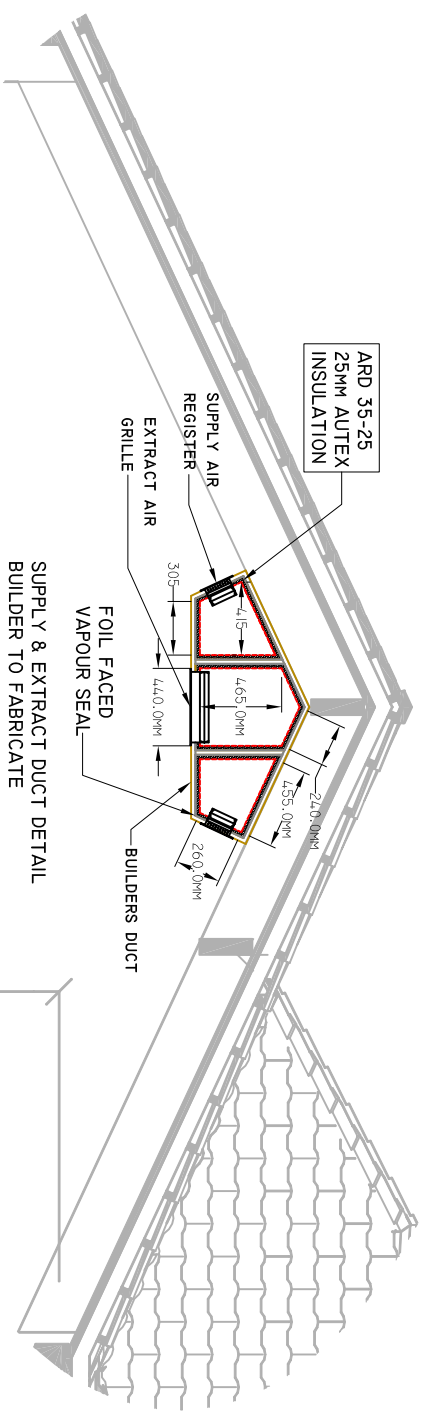 ARD 35-25
25MM AUTEX
INSULATION
SUPPLY AIR
REGISTER
EXTRACT AIR
GRILLE
305
415
440.0MM
465.0MM
240.0MM
455.0MM
260.0MM
FOIL FACED
VAPOUR SEAL
BUILDERS DUCT
SUPPLY & EXTRACT DUCT DETAIL
BUILDER TO FABRICATE